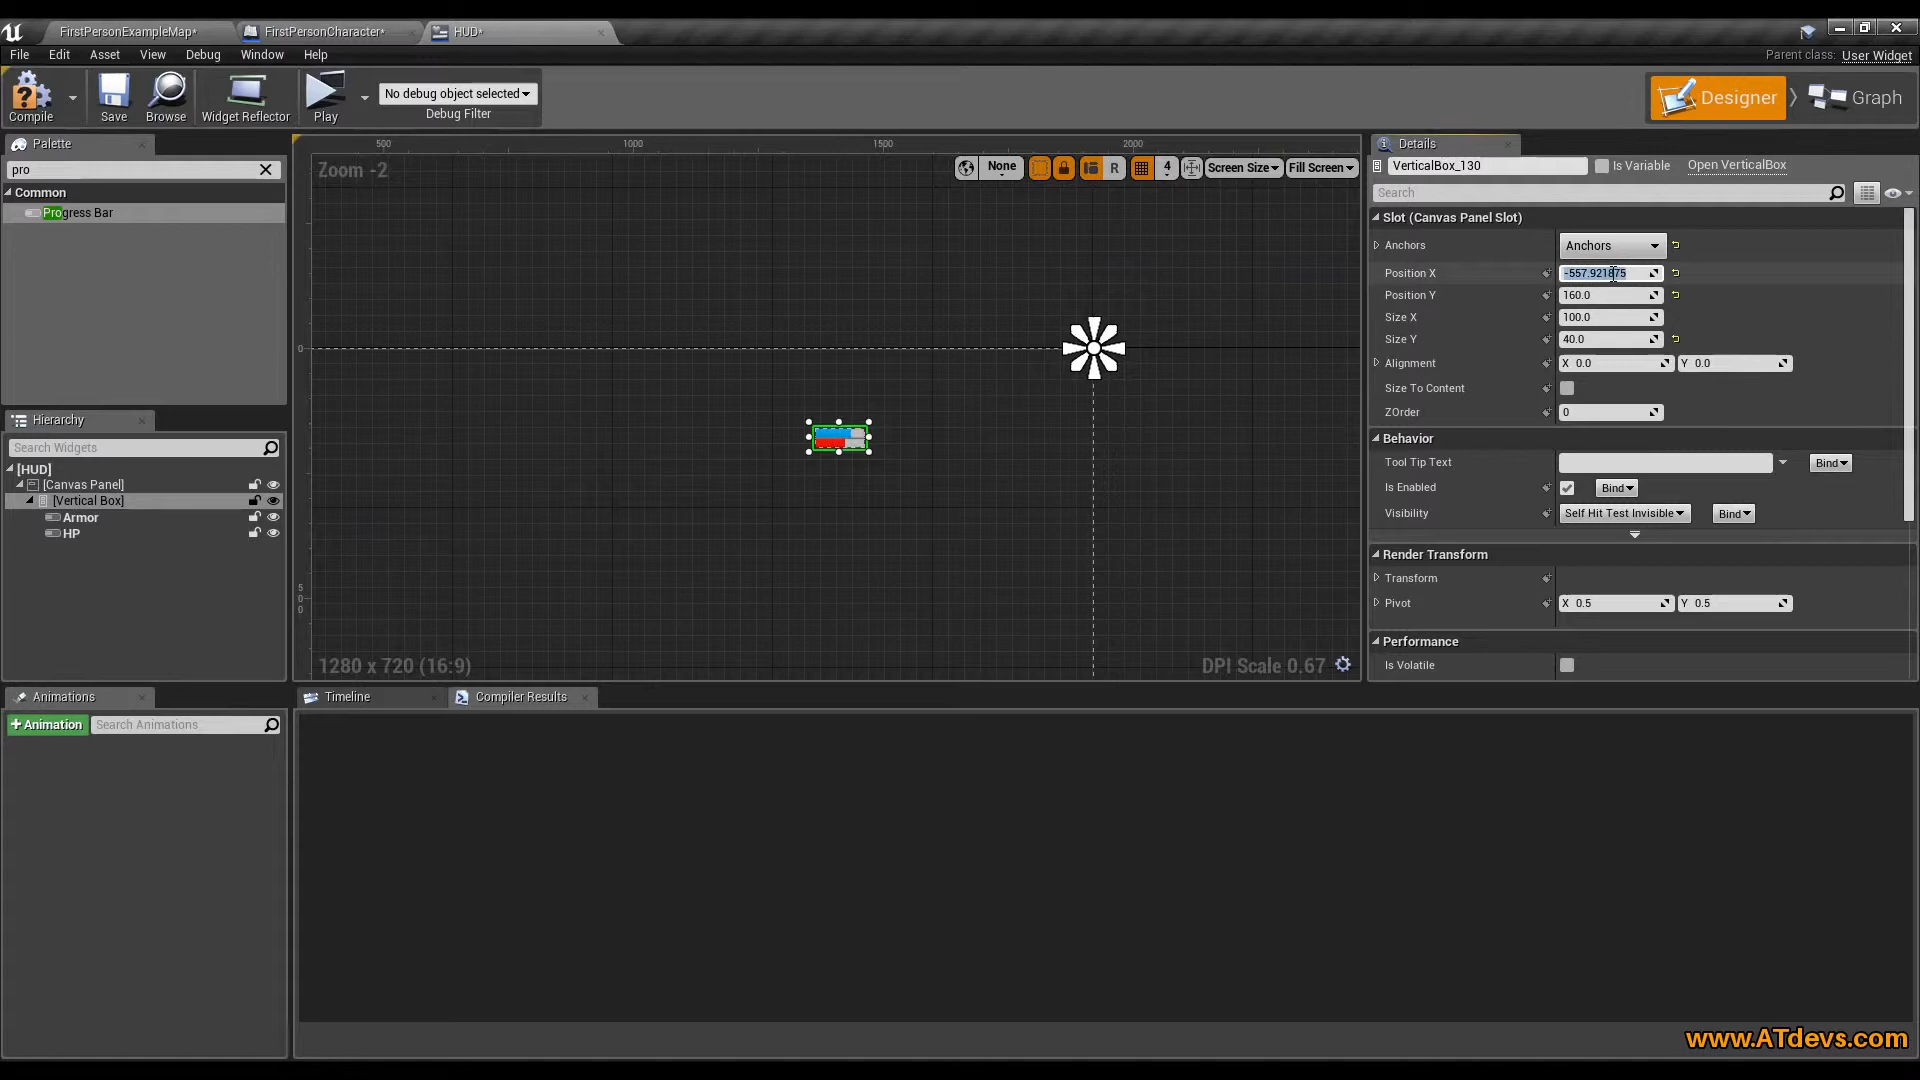 FirstPersonExampleMap*
FirstPersonCharacter*
HUD*
File Edit Asset View Debug Window Help
Parent class: User Widget
Compile
Save
Browse
Widget Reflector
Play
No debug object selected
Debug Filter
Designer
Graph
Palette
pro
Common
Progress Bar
Hierarchy
Search Widgets
[HUD]
[Canvas Panel]
[Vertical Box]
Armor
HP
Animations
+Animation
Search Animations
500 1000 1500 2000
Zoom -2
None
R
4
Screen Size
Fill Screen
0
500
1280 x 720 (16:9)
DPI Scale 0.67
Timeline
Compiler Results
Details
VerticalBox_130
Is Variable
Open VerticalBox
Search
Slot (Canvas Panel Slot)
Anchors Anchors
Position X -557.921875
Position Y 160.0
Size X 100.0
Size Y 40.0
Alignment X 0.0 Y 0.0
Size To Content
ZOrder 0
Behavior
Tool Tip Text Bind
Is Enabled Bind
Visibility Self Hit Test Invisible Bind
Render Transform
Transform
Pivot X 0.5 Y 0.5
Performance
Is Volatile
www.ATdevs.com